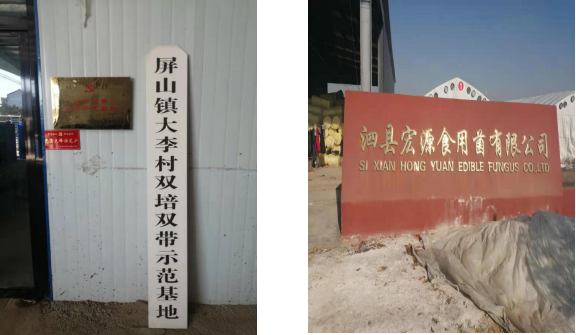 屏山镇大李村双培双带示范基地
泗县宏源食用菌有限公司
SI XIAN HONG YUAN EDIBLE FUNGUS CO.,LTD